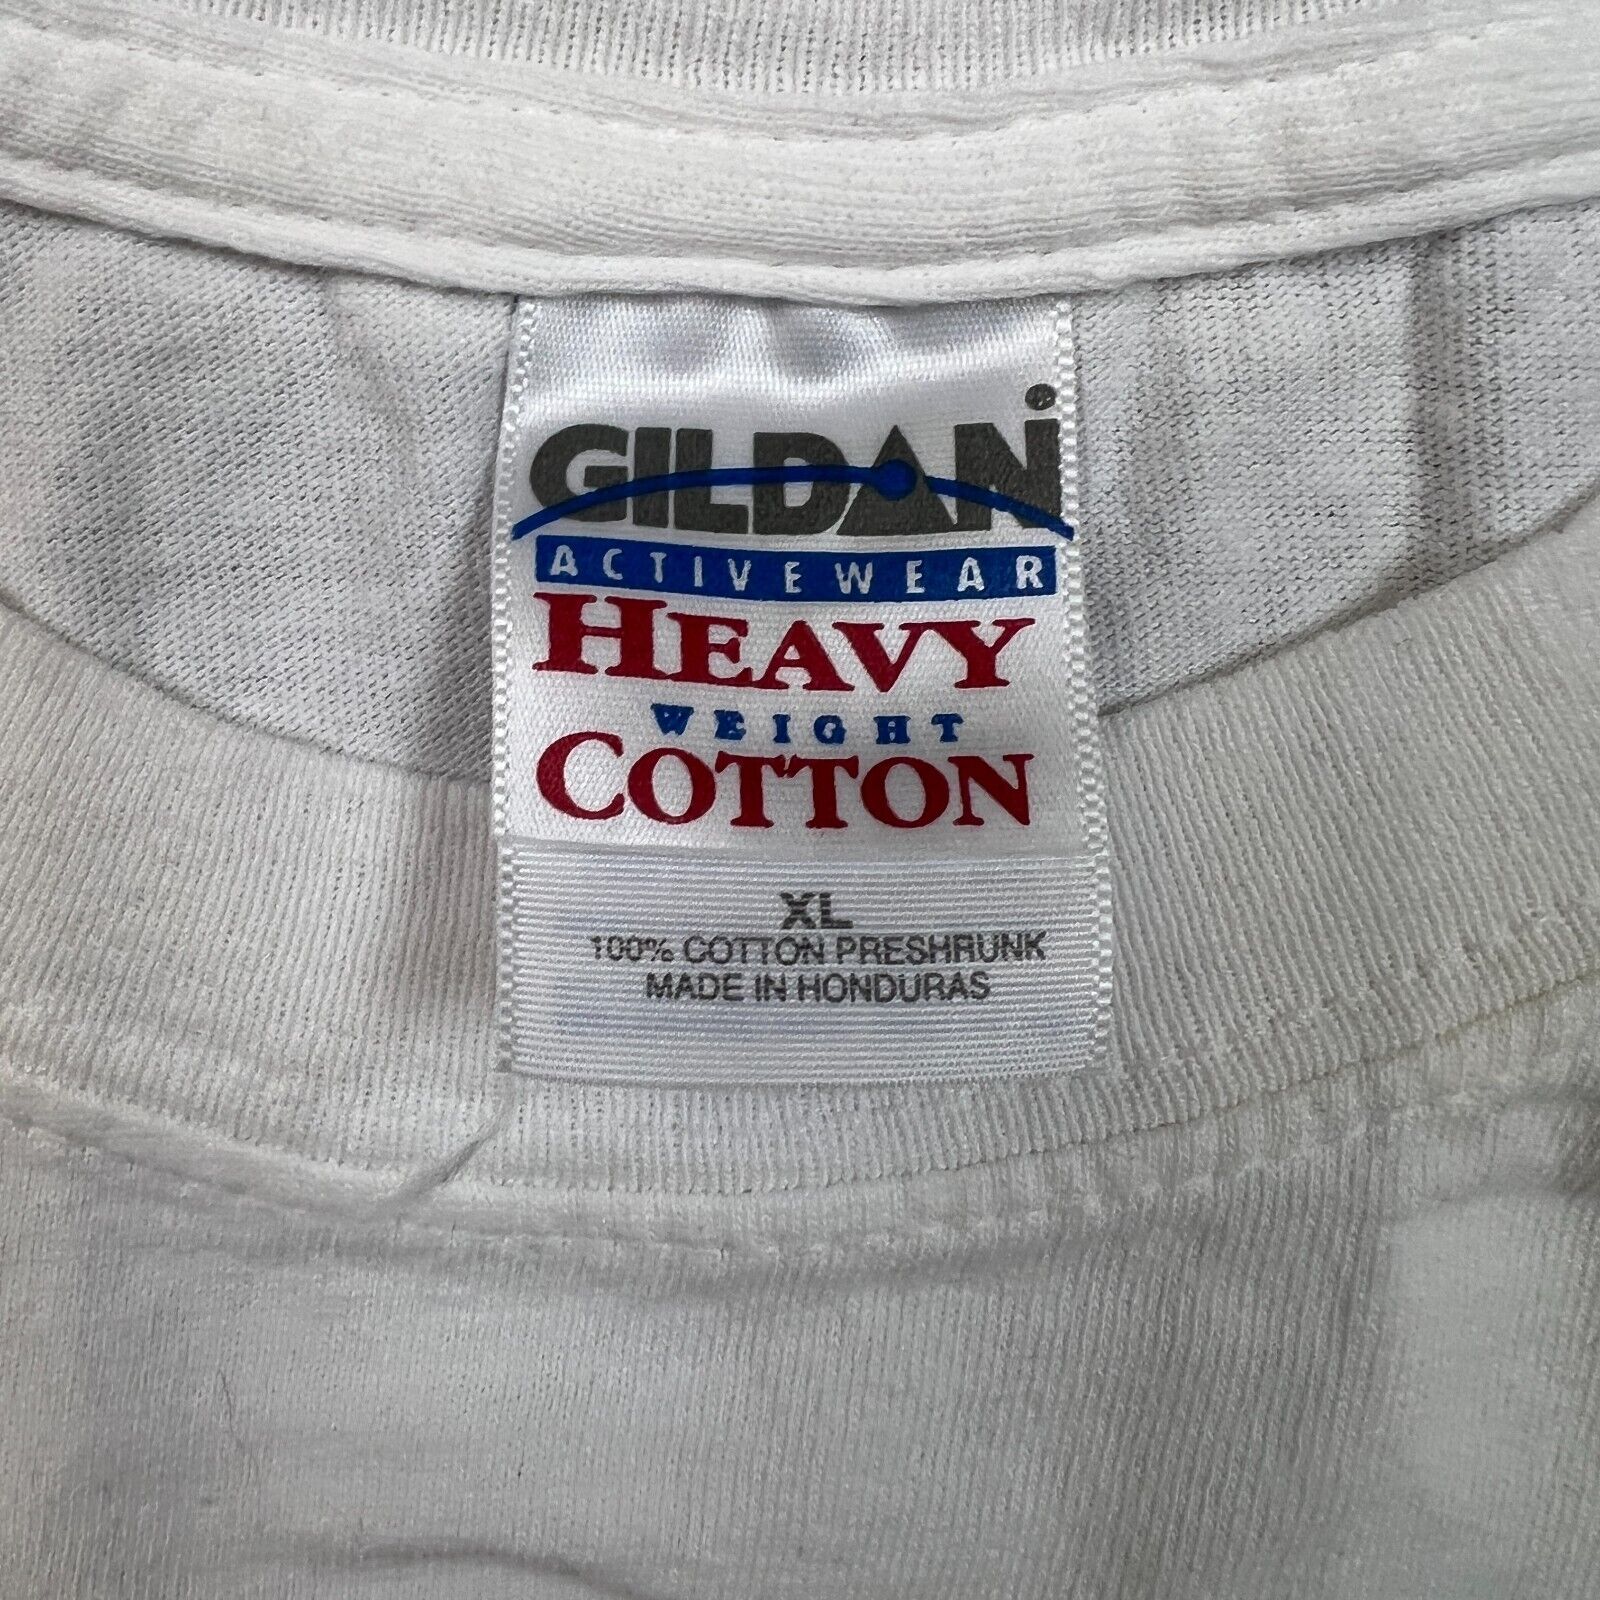 GILDAN
ACTIVEWEAR
HEAVY
WEIGHT
COTTON
XL
100% COTTON PRESHRUNK
MADE IN HONDURAS